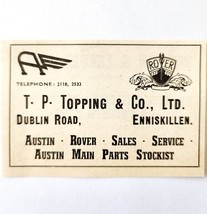 ROVER
TELEPHONE: 2118, 2533
T. P. TOPPING & CO., LTD.
DUBLIN ROAD, ENNISKILLEN.
AUSTIN · ROVER · SALES · SERVICE ·
AUSTIN MAIN PARTS STOCKIST